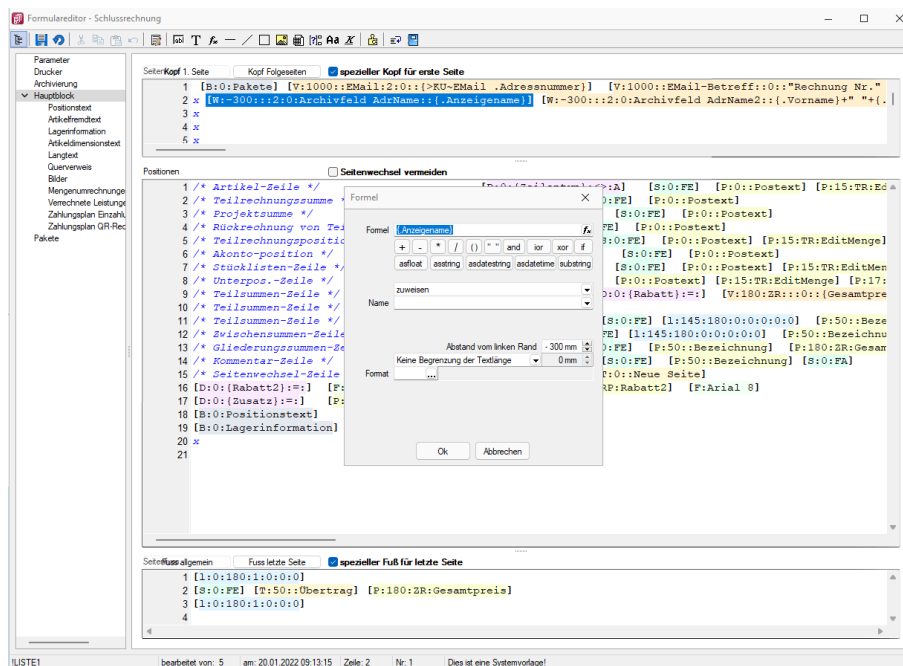 Formulareditor - Schlussrechnung
Parameter
Drucker
Archivierung
Hauptblock
Positionstext
Artikelfremdtext
Lagerinformation
Artikeldimensionstext
Langtext
Querverweis
Bilder
Mengenumrechnunge
Verrechnete Leistunge
Zahlungsplan Einzahlu
Zahlungsplan QR-Rec
Pakete
Kopf 1. Seite
Kopf Folgeseiten
spezieller Kopf für erste Seite
1 [B:0:Pakete] [V:1000::EMail:2:0::{>KU~EMail .Adressnummer}] [V:1000::EMail-Betreff::0::"Rechnung Nr."
2 x [W:-300:::2:0:Archivfeld AdrName::{.Anzeigename}] [W:-300:::2:0:Archivfeld AdrName2::{.Vorname}+" "+{.
3 x
4 x
5 x
Positionen
Seitenwechsel vermeiden
1 /* Artikel-Zeile */ [S:0:FE] [P:0::Postext] [P:15:TR:Ed
2 /* Teilrechnungssumme :FE] [P:0::Postext]
3 /* Projektsumme */ [S:0:FE] [P:0::Postext]
4 /* Rückrechnung von Tei FE] [P:0::Postext]
5 /* Teilrechnungspositio S:0:FE] [P:0::Postext] [P:15:TR:EditMenge]
6 /* Akonto-position */ [S:0:FE] [P:0::Postext]
7 /* Stücklisten-Zeile */ [S:0:FE] [P:0::Postext] [P:15:TR:EditMen
8 /* Unterpos.-Zeile */ [P:0::Postext] [P:15:TR:EditMenge] [P:17:
9 /* Teilsummen-Zeile */ :0:{Rabatt}:=:] [V:180:ZR:::0::{Gesamtpre
10 /* Teilsummen-Zeile */
11 /* Teilsummen-Zeile */ [S:0:FE] [l:145:180:0:0:0:0:0] [P:50::Beze
12 /* Zwischensummen-Zeile FE] [l:145:180:0:0:0:0:0] [P:50::Bezeichnu
13 /* Gliederungssummen-Ze :FE] [P:50::Bezeichnung] [P:180:ZR:Gesam
14 /* Kommentar-Zeile */ [S:0:FE] [P:50::Bezeichnung] [S:0:FA]
15 /* Seitenwechsel-Zeile T:0::Neue Seite]
16 [D:0:{Rabatt2}:=:] [F: RP:Rabatt2] [F:Arial 8]
17 [D:0:{Zusatz}:=:] [P:
18 [B:0:Positionstext]
19 [B:0:Lagerinformation]
20 x
21
Formel
Formel {.Anzeigename}
+ - * / () " " and ior xor if
asfloat asstring asdatestring asdatetime substring
zuweisen
Name
Abstand vom linken Rand - 300 mm
Keine Begrenzung der Textlänge 0 mm
Format ...
Ok Abbrechen
Fuss allgemein
Fuss letzte Seite
spezieller Fuß für letzte Seite
1 [l:0:180:1:0:0:0]
2 [S:0:FE] [T:50::Übertrag] [P:180:ZR:Gesamtpreis]
3 [l:0:180:1:0:0:0]
4
!LISTE1 bearbeitet von: 5 am: 20.01.2022 09:13:15 Zeile: 2 Nr: 1 Dies ist eine Systemvorlage!